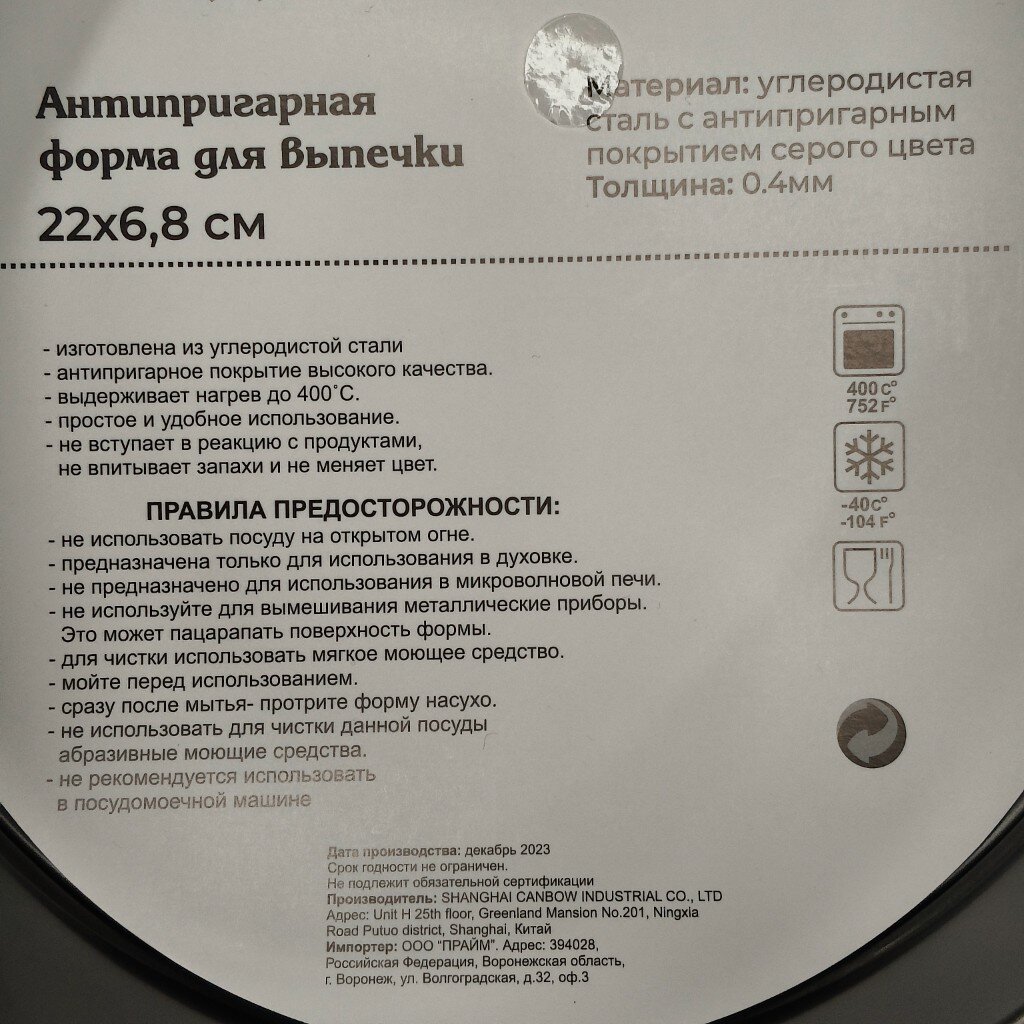 Антипригарная
форма для выпечки
22х6,8 см
Материал: углеродистая
сталь с антипригарным
покрытием серого цвета
Толщина: 0.4мм
- изготовлена из углеродистой стали
- антипригарное покрытие высокого качества.
- выдерживает нагрев до 400˚С.
- простое и удобное использование.
- не вступает в реакцию с продуктами,
не впитывает запахи и не меняет цвет.
400 C°
752 F°
-40C°
-104 F°
ПРАВИЛА ПРЕДОСТОРОЖНОСТИ:
- не использовать посуду на открытом огне.
- предназначена только для использования в духовке.
- не предназначено для использования в микроволновой печи.
- не используйте для вымешивания металлические приборы.
Это может пацарапать поверхность формы.
- для чистки использовать мягкое моющее средство.
- мойте перед использованием.
- сразу после мытья- протрите форму насухо.
- не использовать для чистки данной посуды
абразивные моющие средства.
- не рекомендуется использовать
в посудомоечной машине
Дата производства: декабрь 2023
Срок годности не ограничен.
Не подлежит обязательной сертификации
Производитель: SHANGHAI CANBOW INDUSTRIAL CO., LTD
Адрес: Unit H 25th floor, Greenland Mansion No.201, Ningxia
Road Putuo district, Shanghai, Китай
Импортер: ООО "ПРАЙМ". Адрес: 394028,
Российская Федерация, Воронежская область,
г. Воронеж, ул. Волгоградская, д.32, оф.3